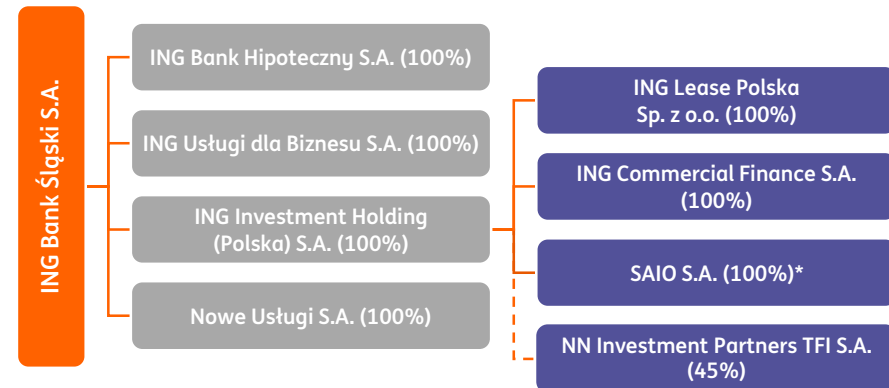 ING Bank Śląski S.A.
ING Bank Hipoteczny S.A. (100%)
ING Usługi dla Biznesu S.A. (100%)
ING Investment Holding
(Polska) S.A. (100%)
Nowe Usługi S.A. (100%)
ING Lease Polska
Sp. z o.o. (100%)
ING Commercial Finance S.A.
(100%)
SAIO S.A. (100%)*
NN Investment Partners TFI S.A.
(45%)